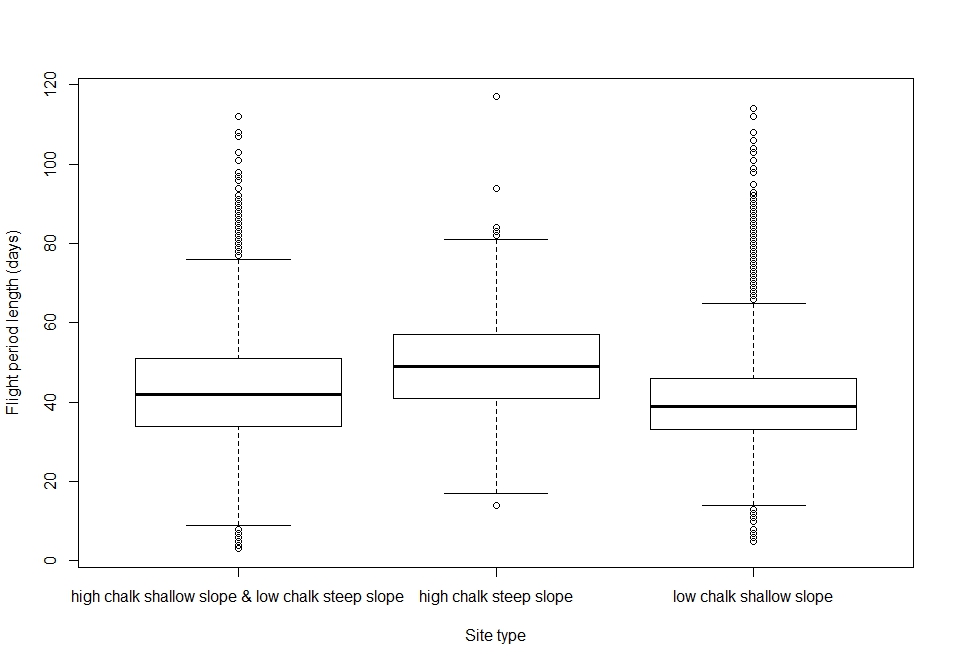 120
100
80
60
40
20
0
Flight period length (days)
high chalk shallow slope & low chalk steep slope
high chalk steep slope
low chalk shallow slope
Site type